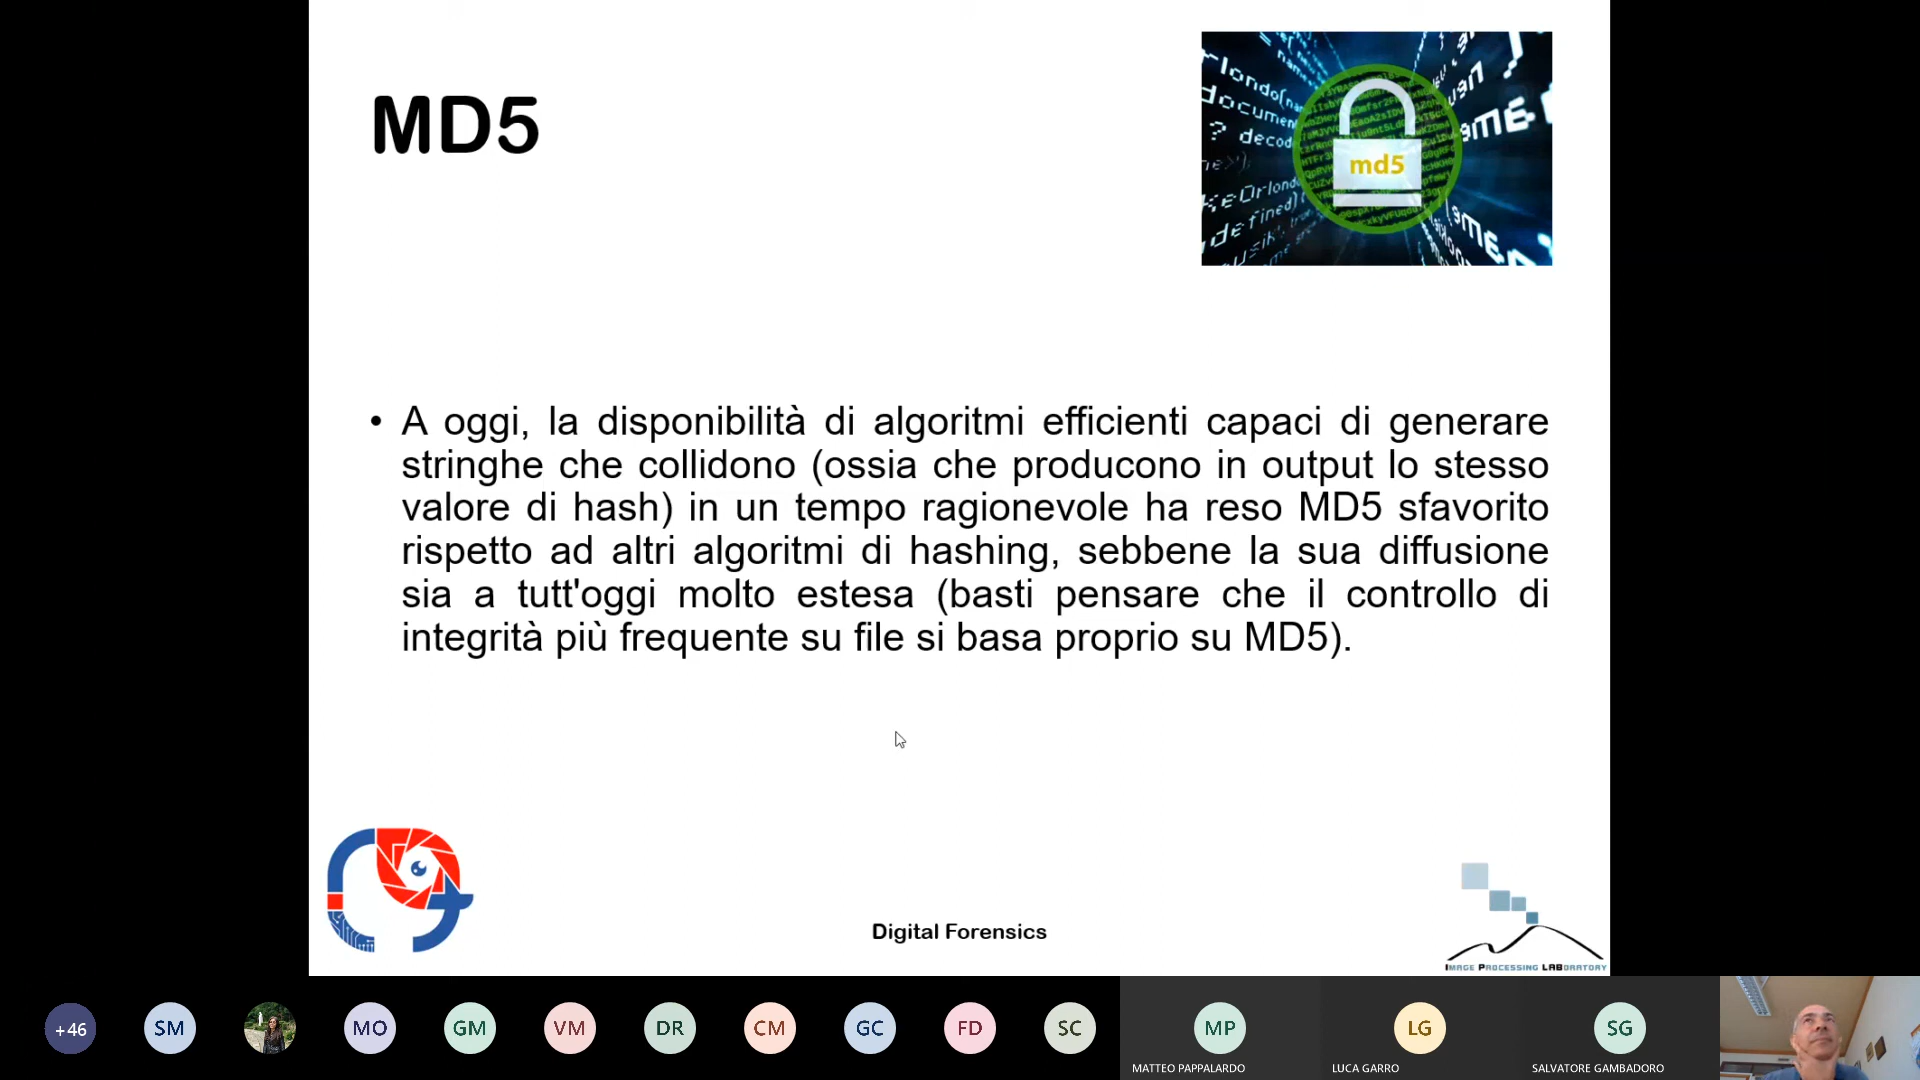 MD5
md5
• A oggi, la disponibilità di algoritmi efficienti capaci di generare
stringhe che collidono (ossia che producono in output lo stesso
valore di hash) in un tempo ragionevole ha reso MD5 sfavorito
rispetto ad altri algoritmi di hashing, sebbene la sua diffusione
sia a tutt'oggi molto estesa (basti pensare che il controllo di
integrità più frequente su file si basa proprio su MD5).
Digital Forensics
IMAGE PROCESSING LABORATORY
+46 SM MO GM VM DR CM GC FD SC MP LG SG
MATTEO PAPPALARDO LUCA GARRO SALVATORE GAMBADORO